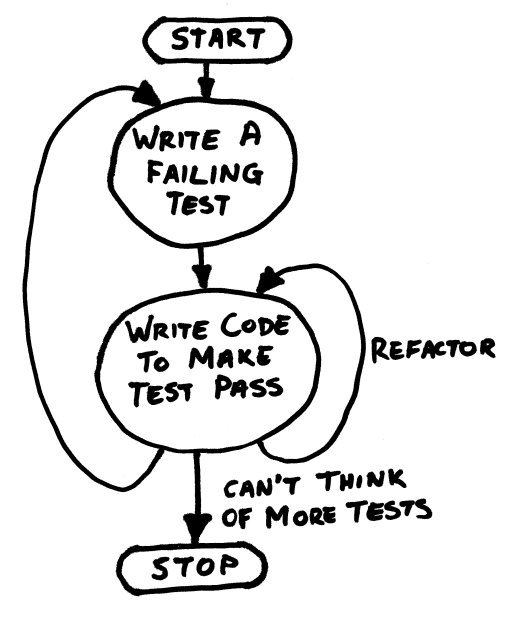 START
WRITE A
FAILING
TEST
WRITE CODE
TO MAKE
TEST PASS
REFACTOR
CAN'T THINK
OF MORE TESTS
STOP